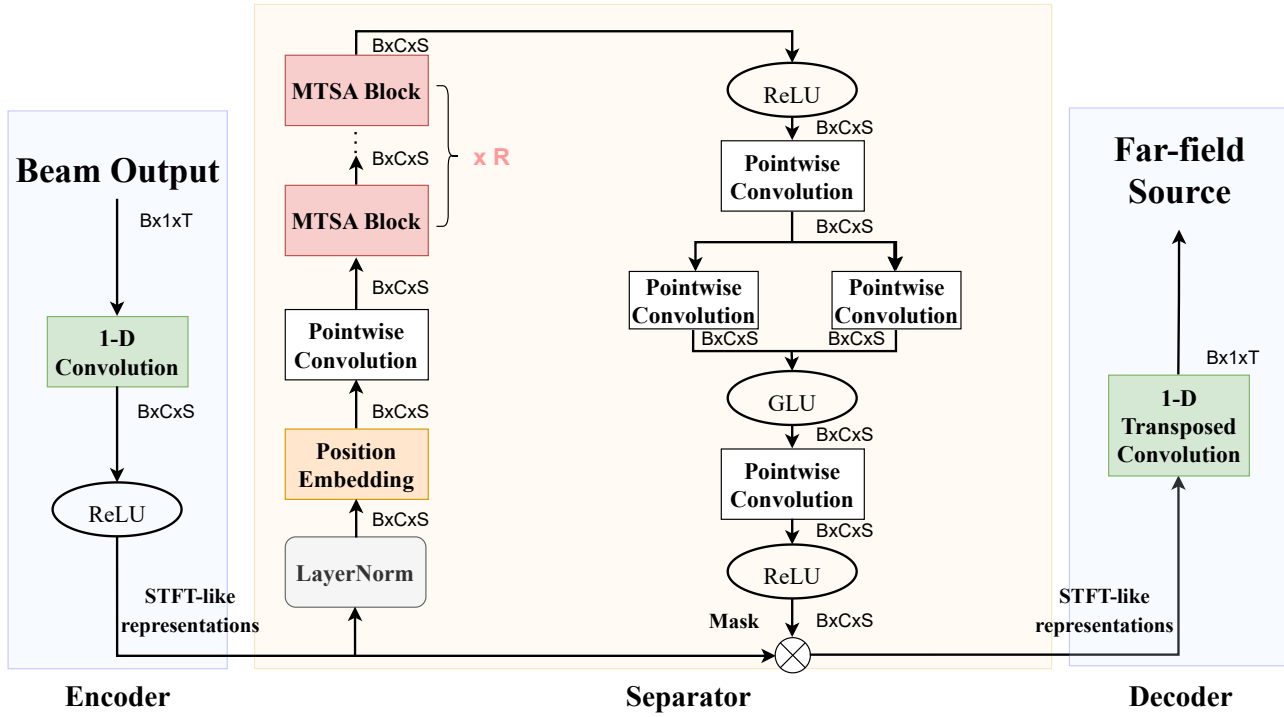 Beam Output
Bx1xT
1-D
Convolution
BxCxS
ReLU
STFT-like
representations
Encoder
BxCxS
MTSA Block
BxCxS
x R
MTSA Block
BxCxS
Pointwise
Convolution
BxCxS
Position
Embedding
BxCxS
LayerNorm
ReLU
BxCxS
Pointwise
Convolution
BxCxS
Pointwise
Convolution
BxCxS
Pointwise
Convolution
BxCxS
GLU
BxCxS
Pointwise
Convolution
BxCxS
ReLU
Mask
BxCxS
Separator
Far-field
Source
Bx1xT
1-D
Transposed
Convolution
STFT-like
representations
Decoder